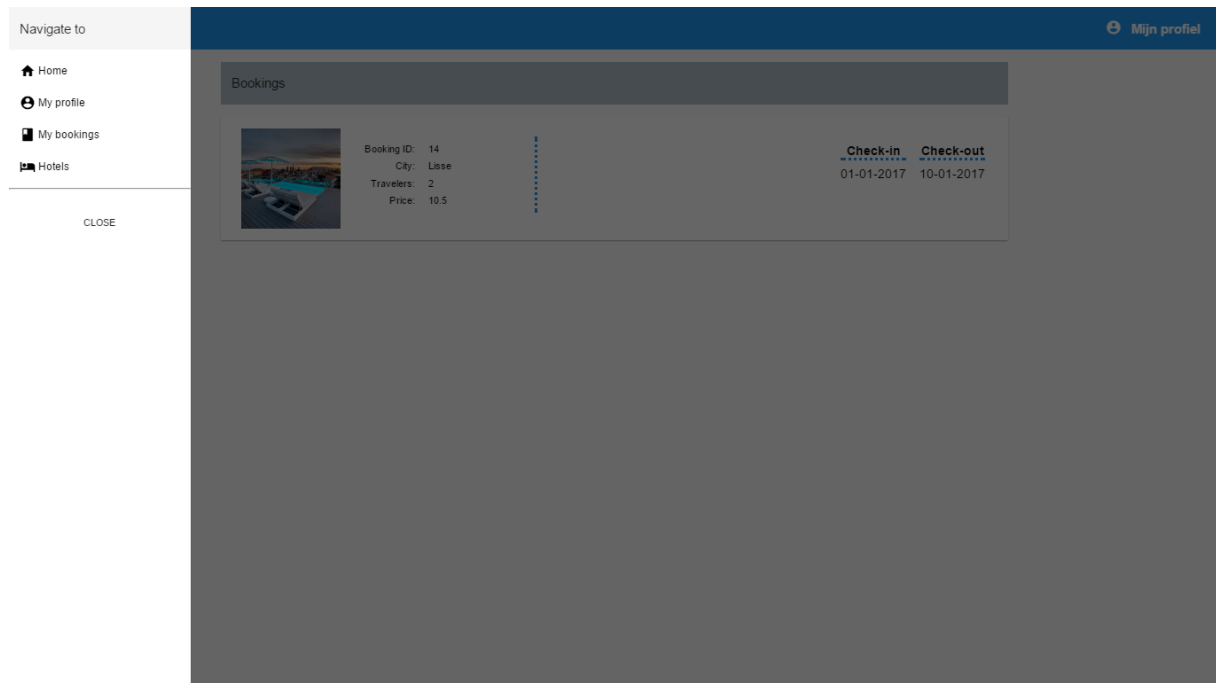 Navigate to
Mijn profiel
Home
My profile
My bookings
Hotels
CLOSE
Bookings
Booking ID: 14
City: Lisse
Travelers: 2
Price: 10.5
Check-in Check-out
01-01-2017 10-01-2017